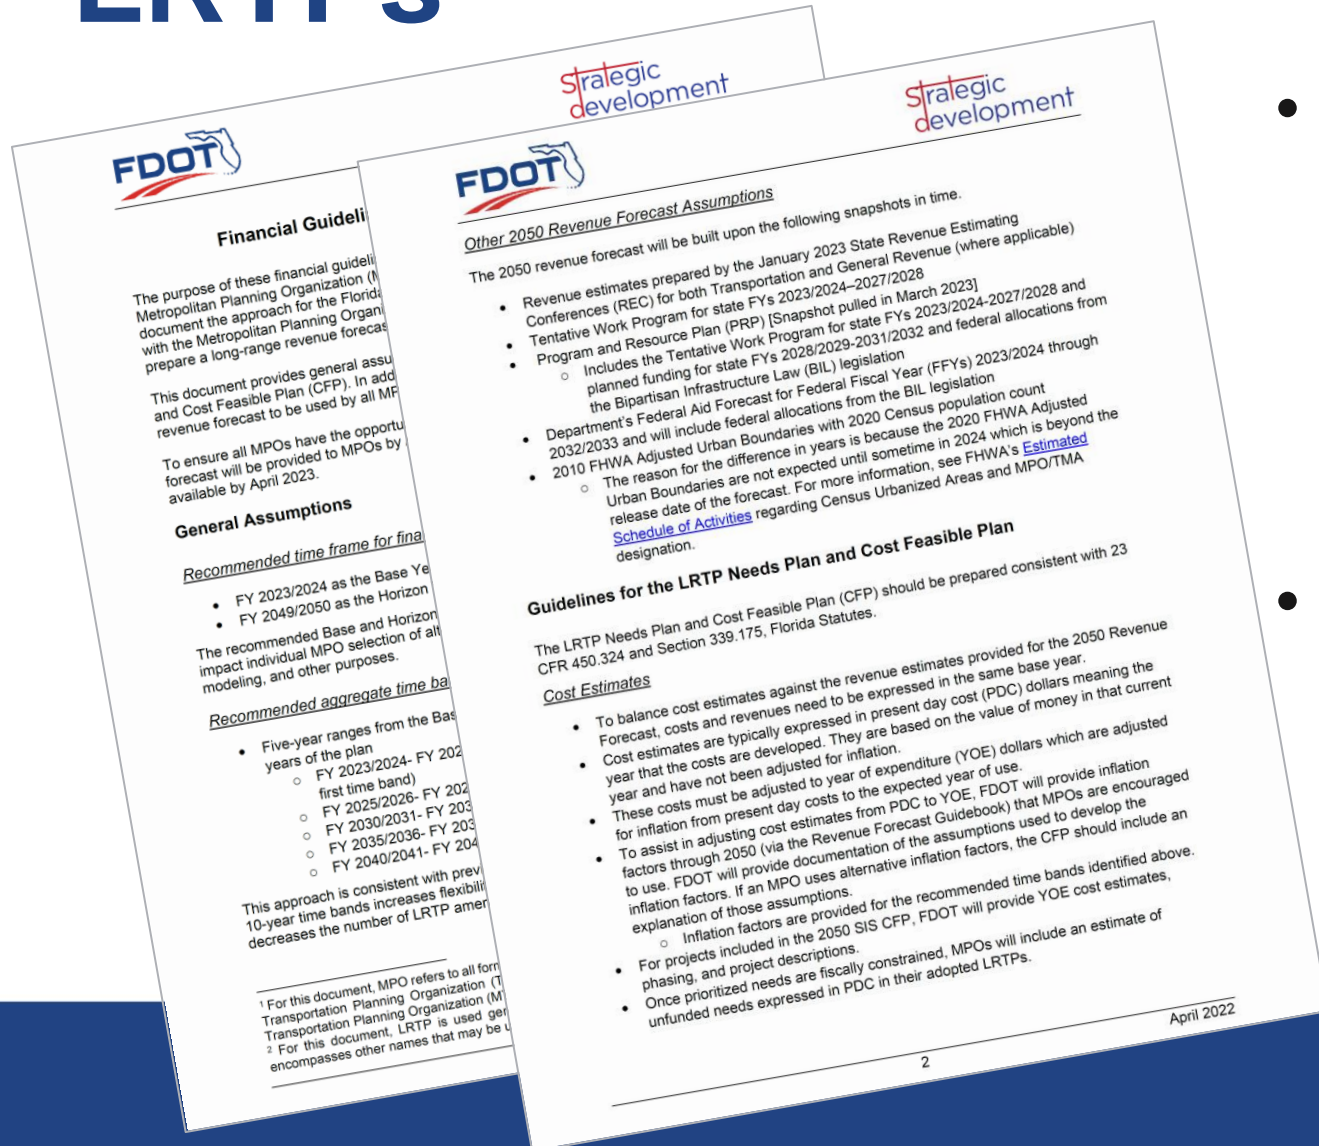 LRTPs
FDOT
Strategic
development
Financial
The purpose of these financial
Metropolitan Planning Organization
document the approach for the
with the Metropolitan Planning
prepare a long-range revenue
This document provides general
and Cost Feasible Plan (CFP). In
revenue forecast to be used by all
To ensure all MPOs have the
forecast will be provided to MPOs by
available by April 2023.
General Assumptions
Recommended time frame for
• FY 2023/2024 as the Base
• FY 2049/2050 as the Horizon
The recommended Base and Horizon
impact individual MPO selection of
modeling, and other purposes.
Recommended aggregate time
• Five-year ranges from the
years of the plan
○ FY 2023/2024- FY
first time band)
○ FY 2025/2026- FY
○ FY 2030/2031- FY
○ FY 2035/2036- FY
○ FY 2040/2041- FY
This approach is consistent with
10-year time bands increases
decreases the number of LRTP
¹ For this document, MPO refers to all
Transportation Planning Organization
Transportation Planning Organization
² For this document, LRTP is used
encompasses other names that may be
FDOT
Strategic
development
Other 2050 Revenue Forecast Assumptions
The 2050 revenue forecast will be built upon the following snapshots in time.
• Revenue estimates prepared by the January 2023 State Revenue Estimating
Conferences (REC) for both Transportation and General Revenue (where applicable)
• Tentative Work Program for state FYs 2023/2024–2027/2028
• Program and Resource Plan (PRP) [Snapshot pulled in March 2023]
○ Includes the Tentative Work Program for state FYs 2023/2024-2027/2028 and
planned funding for state FYs 2028/2029-2031/2032 and federal allocations from
the Bipartisan Infrastructure Law (BIL) legislation
• Department's Federal Aid Forecast for Federal Fiscal Year (FFYs) 2023/2024 through
2032/2033 and will include federal allocations from the BIL legislation
• 2010 FHWA Adjusted Urban Boundaries with 2020 Census population count
○ The reason for the difference in years is because the 2020 FHWA Adjusted
Urban Boundaries are not expected until sometime in 2024 which is beyond the
release date of the forecast. For more information, see FHWA's Estimated
Schedule of Activities regarding Census Urbanized Areas and MPO/TMA
designation.
Guidelines for the LRTP Needs Plan and Cost Feasible Plan
The LRTP Needs Plan and Cost Feasible Plan (CFP) should be prepared consistent with 23
CFR 450.324 and Section 339.175, Florida Statutes.
Cost Estimates
• To balance cost estimates against the revenue estimates provided for the 2050 Revenue
Forecast, costs and revenues need to be expressed in the same base year.
• Cost estimates are typically expressed in present day cost (PDC) dollars meaning the
year that the costs are developed. They are based on the value of money in that current
year and have not been adjusted for inflation.
• These costs must be adjusted to year of expenditure (YOE) dollars which are adjusted
for inflation from present day costs to the expected year of use.
• To assist in adjusting cost estimates from PDC to YOE, FDOT will provide inflation
factors through 2050 (via the Revenue Forecast Guidebook) that MPOs are encouraged
to use. FDOT will provide documentation of the assumptions used to develop the
inflation factors. If an MPO uses alternative inflation factors, the CFP should include an
explanation of those assumptions.
○ Inflation factors are provided for the recommended time bands identified above.
• For projects included in the 2050 SIS CFP, FDOT will provide YOE cost estimates,
phasing, and project descriptions.
• Once prioritized needs are fiscally constrained, MPOs will include an estimate of
unfunded needs expressed in PDC in their adopted LRTPs.
2
April 2022